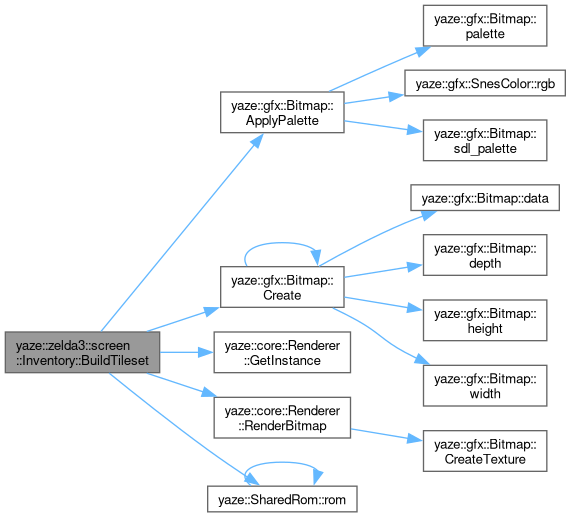 yaze::gfx::Bitmap::
palette
yaze::gfx::SnesColor::rgb
yaze::gfx::Bitmap::
ApplyPalette
yaze::gfx::Bitmap::
sdl_palette
yaze::gfx::Bitmap::data
yaze::gfx::Bitmap::
depth
yaze::gfx::Bitmap::
Create
yaze::gfx::Bitmap::
height
yaze::zelda3::screen
::Inventory::BuildTileset
yaze::core::Renderer
::GetInstance
yaze::gfx::Bitmap::
width
yaze::core::Renderer
::RenderBitmap
yaze::gfx::Bitmap::
CreateTexture
yaze::SharedRom::rom